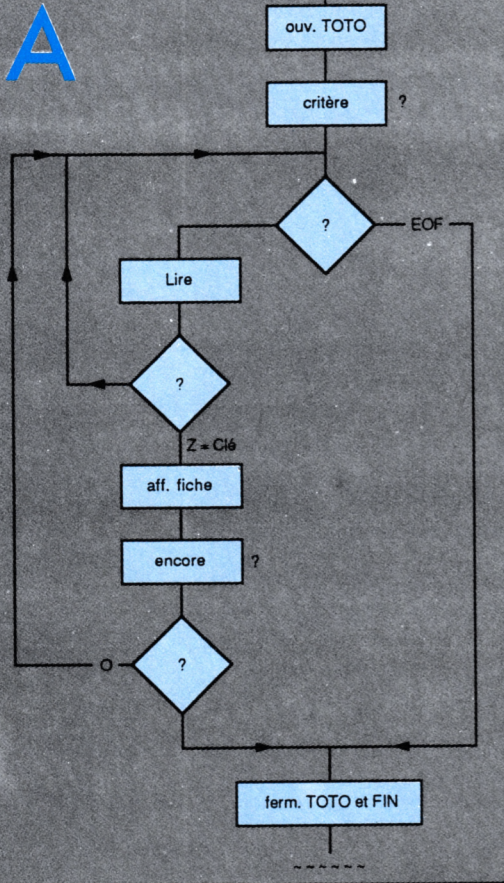 A
ouv. TOTO
critère ?
?
EOF
Lire
?
Z = Clé
aff. fiche
encore ?
O
?
ferm. TOTO et FIN
~~~~~~